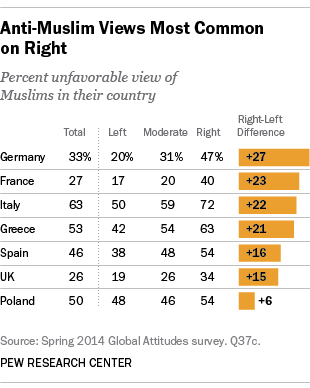 Anti-Muslim Views Most Common
on Right
Percent unfavorable view of
Muslims in their country
Total Left Moderate Right Right-Left
Difference
Germany 33% 20% 31% 47% +27
France 27 17 20 40 +23
Italy 63 50 59 72 +22
Greece 53 42 54 63 +21
Spain 46 38 48 54 +16
UK 26 19 26 34 +15
Poland 50 48 46 54 +6
Source: Spring 2014 Global Attitudes survey. Q37c.
PEW RESEARCH CENTER